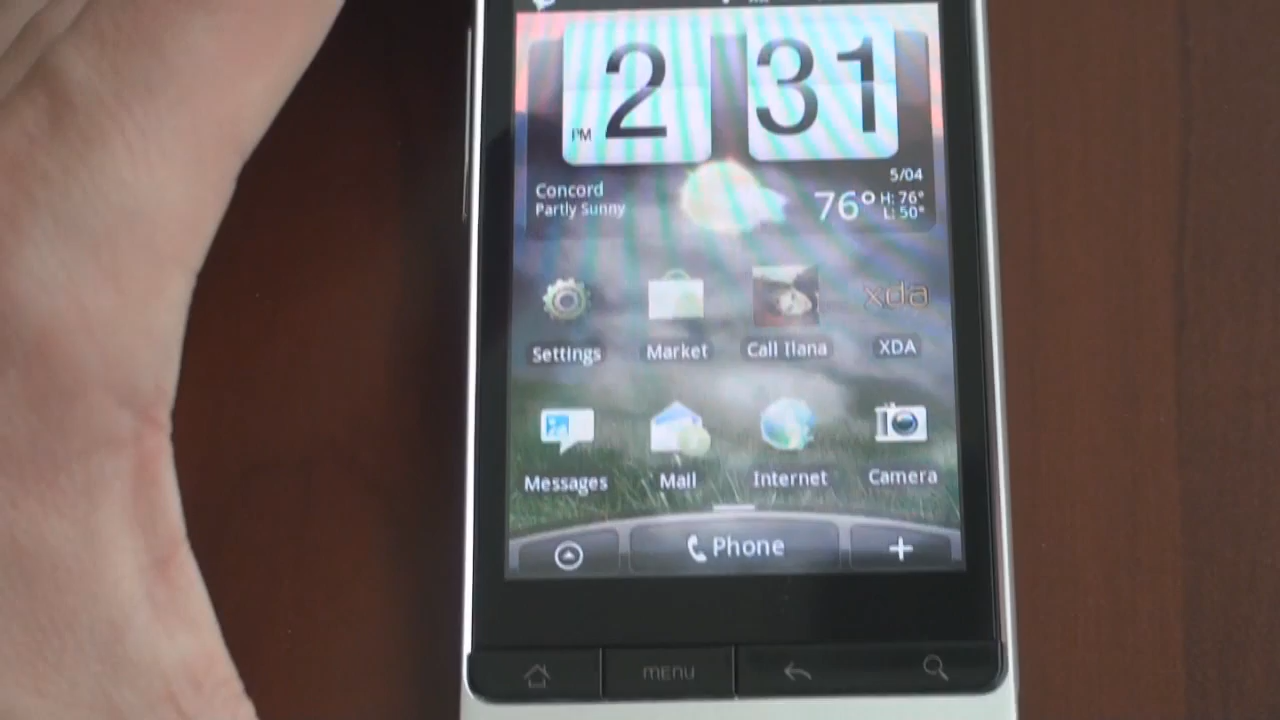 2 31
PM
5/04
Concord
Partly Sunny
76° H: 76°
L: 50°
xda
Settings Market Call Ilana XDA
Messages Mail Internet Camera
Phone
MENU